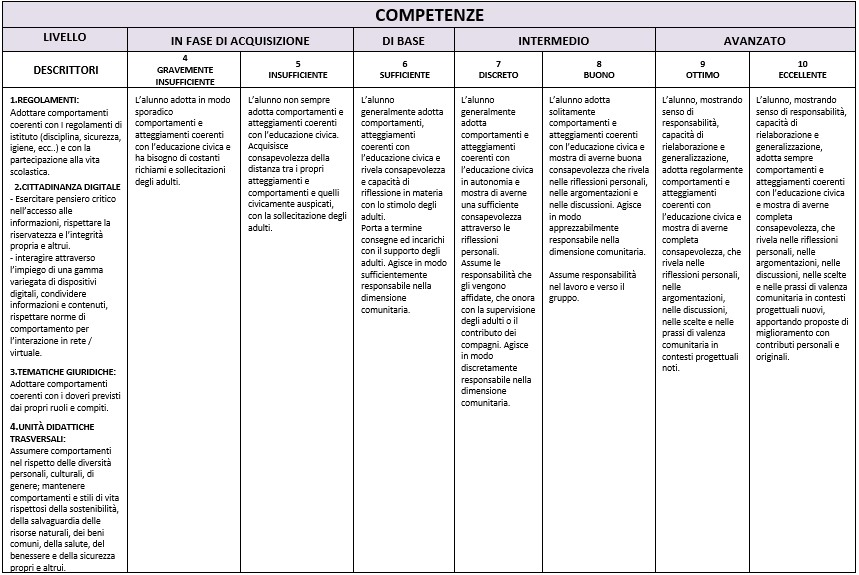 COMPETENZE
LIVELLO
IN FASE DI ACQUISIZIONE
DI BASE
INTERMEDIO
AVANZATO
DESCRITTORI
4
GRAVEMENTE
INSUFFICIENTE
5
INSUFFICIENTE
6
SUFFICIENTE
7
DISCRETO
8
BUONO
9
OTTIMO
10
ECCELLENTE
1.REGOLAMENTI:
Adottare comportamenti
coerenti con I regolamenti di
istituto (disciplina, sicurezza,
igiene, ecc..) e con la
partecipazione alla vita
scolastica.
2.CITTADINANZA DIGITALE
- Esercitare pensiero critico
nell'accesso alle
informazioni, rispettare la
riservatezza e l'integrità
propria e altrui.
- interagire attraverso
l'impiego di una gamma
variegata di dispositivi
digitali, condividere
informazioni e contenuti,
rispettare norme di
comportamento per
l'interazione in rete /
virtuale.
3.TEMATICHE GIURIDICHE:
Adottare comportamenti
coerenti con i doveri previsti
dai propri ruoli e compiti.
4.UNITÀ DIDATTICHE
TRASVERSALI:
Assumere comportamenti
nel rispetto delle diversità
personali, culturali, di
genere; mantenere
comportamenti e stili di vita
rispettosi della sostenibilità,
della salvaguardia delle
risorse naturali, dei beni
comuni, della salute, del
benessere e della sicurezza
propri e altrui.
L'alunno adotta in modo
sporadico
comportamenti e
atteggiamenti coerenti
con l'educazione civica e
ha bisogno di costanti
richiami e sollecitazioni
degli adulti.
L'alunno non sempre
adotta comportamenti e
atteggiamenti coerenti
con l'educazione civica.
Acquisisce
consapevolezza della
distanza tra i propri
atteggiamenti e
comportamenti e quelli
civicamente auspicati,
con la sollecitazione degli
adulti.
L'alunno
generalmente adotta
comportamenti,
atteggiamenti
coerenti con
l'educazione civica e
rivela consapevolezza
e capacità di
riflessione in materia
con lo stimolo degli
adulti.
Porta a termine
consegne ed incarichi
con il supporto degli
adulti. Agisce in modo
sufficientemente
responsabile nella
dimensione
comunitaria.
L'alunno
generalmente
adotta
comportamenti e
atteggiamenti
coerenti con
l'educazione civica
in autonomia e
mostra di averne
una sufficiente
consapevolezza
attraverso le
riflessioni
personali.
Assume le
responsabilità che
gli vengono
affidate, che onora
con la supervisione
degli adulti o il
contributo dei
compagni. Agisce
in modo
discretamente
responsabile nella
dimensione
comunitaria.
L'alunno adotta
solitamente
comportamenti e
atteggiamenti coerenti
con l'educazione civica e
mostra di averne buona
consapevolezza che rivela
nelle riflessioni personali,
nelle argomentazioni e
nelle discussioni. Agisce
in modo
apprezzabilmente
responsabile nella
dimensione comunitaria.
Assume responsabilità
nel lavoro e verso il
gruppo.
L'alunno, mostrando
senso di
responsabilità,
capacità di
rielaborazione e
generalizzazione,
adotta regolarmente
comportamenti e
atteggiamenti
coerenti con
l'educazione civica e
mostra di averne
completa
consapevolezza, che
rivela nelle
riflessioni personali,
nelle
argomentazioni,
nelle discussioni,
nelle scelte e nelle
prassi di valenza
comunitaria in
contesti progettuali
noti.
L'alunno, mostrando
senso di responsabilità,
capacità di
rielaborazione e
generalizzazione,
adotta sempre
comportamenti e
atteggiamenti coerenti
con l'educazione civica
e mostra di averne
completa
consapevolezza, che
rivela nelle riflessioni
personali, nelle
argomentazioni, nelle
discussioni, nelle scelte
e nelle prassi di valenza
comunitaria in contesti
progettuali nuovi,
apportando proposte di
miglioramento con
contributi personali e
originali.